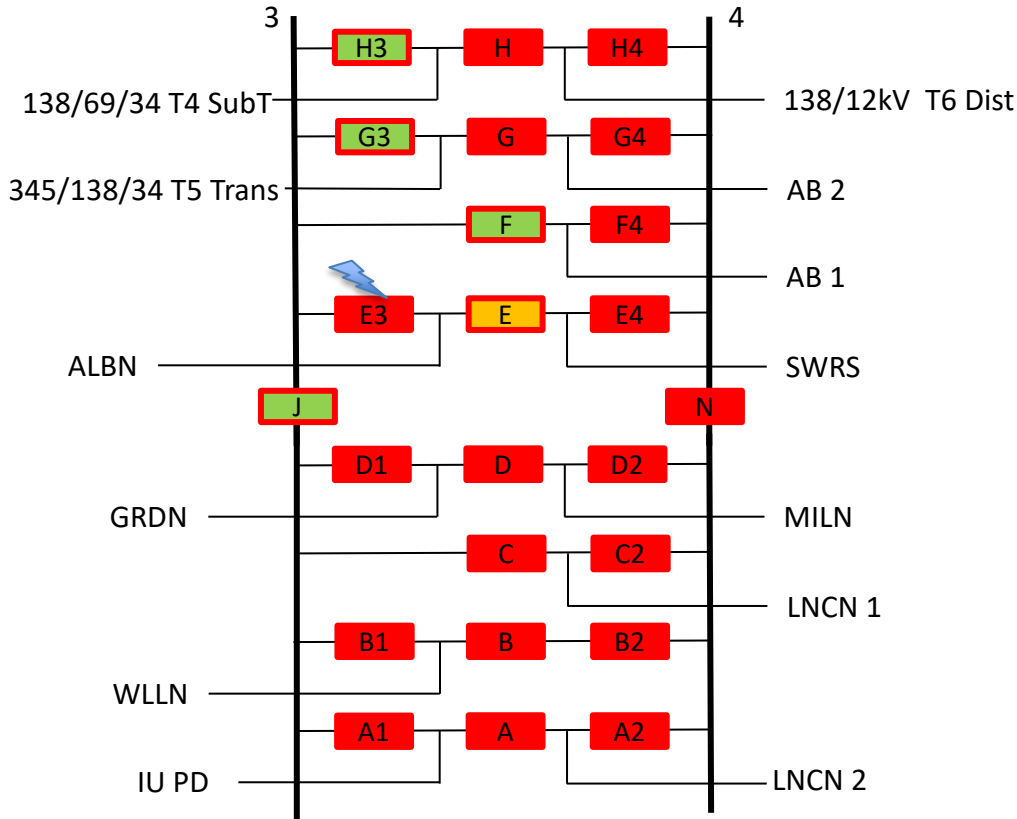 3
4
H3 H H4
138/69/34 T4 SubT
138/12kV T6 Dist
G3 G G4
345/138/34 T5 Trans
AB 2
F F4
AB 1
E3 E E4
ALBN
SWRS
J
N
D1 D D2
GRDN
MILN
C C2
LNCN 1
B1 B B2
WLLN
A1 A A2
IU PD
LNCN 2